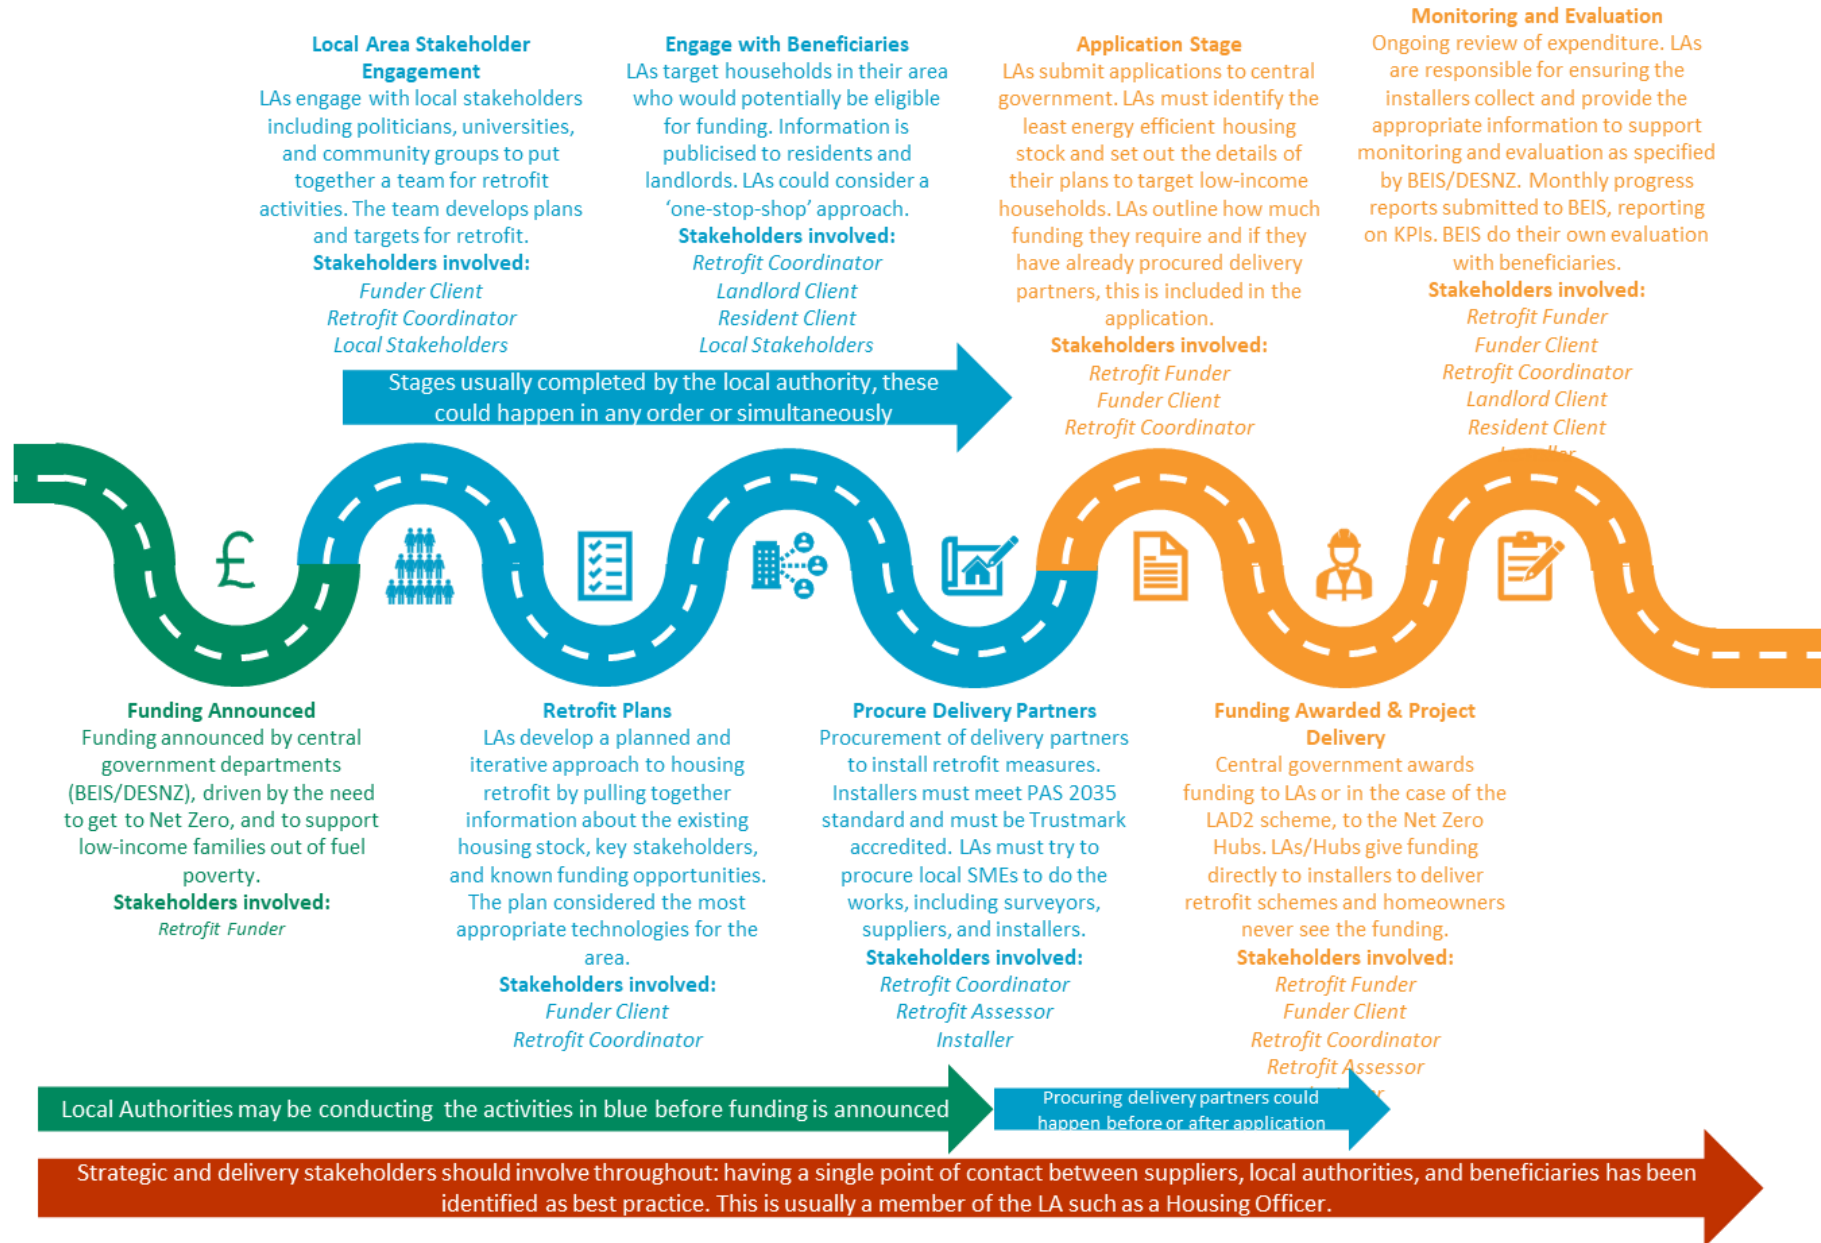 Local Area Stakeholder
Engagement
LAs engage with local stakeholders
including politicians, universities,
and community groups to put
together a team for retrofit
activities. The team develops plans
and targets for retrofit.
Stakeholders involved:
Funder Client
Retrofit Coordinator
Local Stakeholders
Engage with Beneficiaries
LAs target households in their area
who would potentially be eligible
for funding. Information is
publicised to residents and
landlords. LAs could consider a
‘one-stop-shop’ approach.
Stakeholders involved:
Retrofit Coordinator
Landlord Client
Resident Client
Local Stakeholders
Application Stage
LAs submit applications to central
government. LAs must identify the
least energy efficient housing
stock and set out the details of
their plans to target low-income
households. LAs outline how much
funding they require and if they
have already procured delivery
partners, this is included in the
application.
Stakeholders involved:
Retrofit Funder
Funder Client
Retrofit Coordinator
Monitoring and Evaluation
Ongoing review of expenditure. LAs
are responsible for ensuring the
installers collect and provide the
appropriate information to support
monitoring and evaluation as specified
by BEIS/DESNZ. Monthly progress
reports submitted to BEIS, reporting
on KPIs. BEIS do their own evaluation
with beneficiaries.
Stakeholders involved:
Retrofit Funder
Funder Client
Retrofit Coordinator
Landlord Client
Resident Client
Stages usually completed by the local authority, these
could happen in any order or simultaneously
£
Funding Announced
Funding announced by central
government departments
(BEIS/DESNZ), driven by the need
to get to Net Zero, and to support
low-income families out of fuel
poverty.
Stakeholders involved:
Retrofit Funder
Retrofit Plans
LAs develop a planned and
iterative approach to housing
retrofit by pulling together
information about the existing
housing stock, key stakeholders,
and known funding opportunities.
The plan considered the most
appropriate technologies for the
area.
Stakeholders involved:
Funder Client
Retrofit Coordinator
Procure Delivery Partners
Procurement of delivery partners
to install retrofit measures.
Installers must meet PAS 2035
standard and must be Trustmark
accredited. LAs must try to
procure local SMEs to do the
works, including surveyors,
suppliers, and installers.
Stakeholders involved:
Retrofit Coordinator
Retrofit Assessor
Installer
Funding Awarded & Project
Delivery
Central government awards
funding to LAs or in the case of the
LAD2 scheme, to the Net Zero
Hubs. LAs/Hubs give funding
directly to installers to deliver
retrofit schemes and homeowners
never see the funding.
Stakeholders involved:
Retrofit Funder
Funder Client
Retrofit Coordinator
Retrofit Assessor
Local Authorities may be conducting the activities in blue before funding is announced
Procuring delivery partners could
happen before or after application
Strategic and delivery stakeholders should involve throughout: having a single point of contact between suppliers, local authorities, and beneficiaries has been
identified as best practice. This is usually a member of the LA such as a Housing Officer.